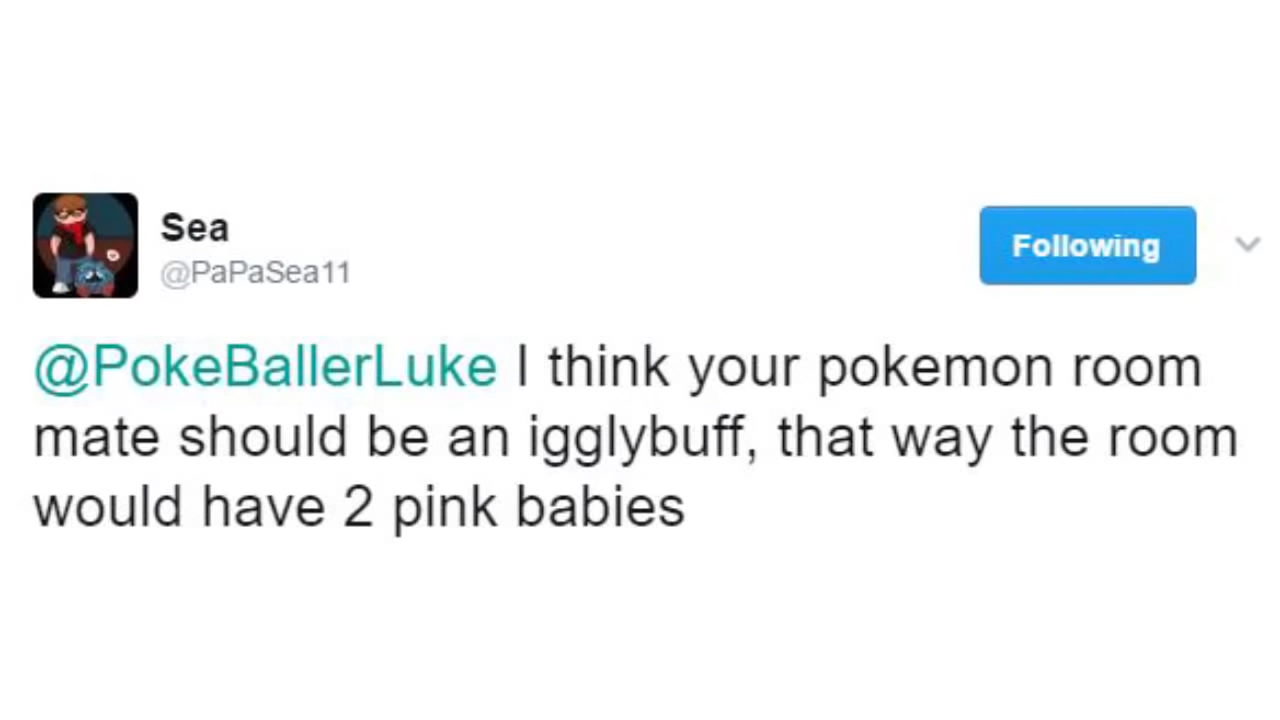 Sea
@PaPaSea11
Following
@PokeBallerLuke I think your pokemon room
mate should be an igglybuff, that way the room
would have 2 pink babies